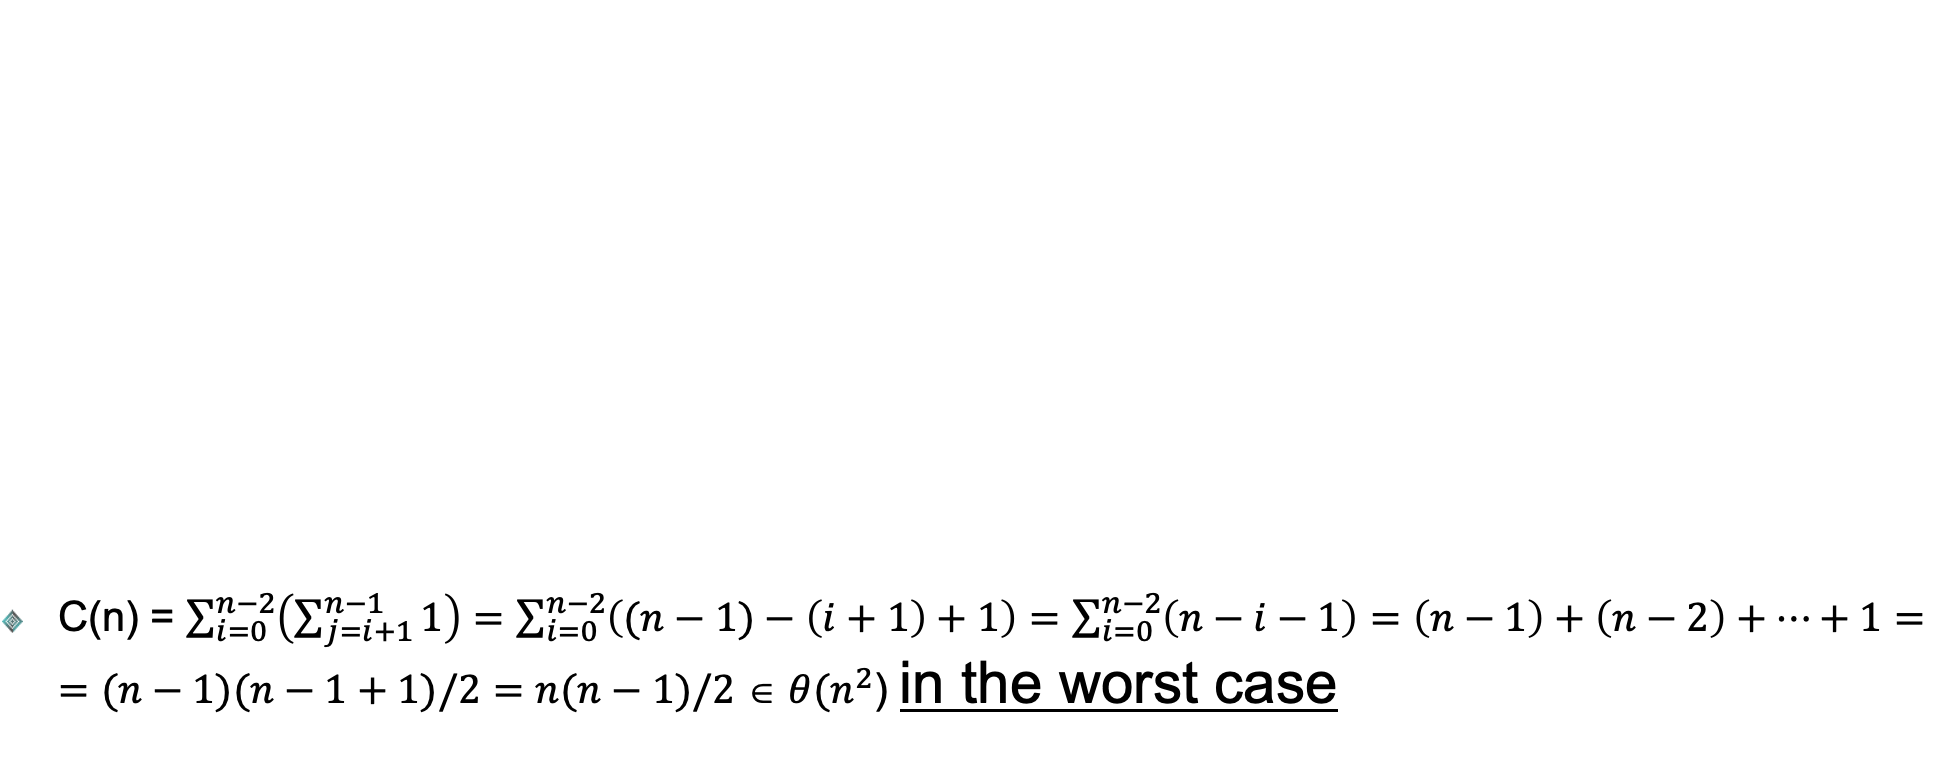 C(n) = ∑_{i=0}^{n−2}(∑_{j=i+1}^{n−1} 1) = ∑_{i=0}^{n−2}((n − 1) − (i + 1) + 1) = ∑_{i=0}^{n−2}(n − i − 1) = (n − 1) + (n − 2) + ⋯ + 1 =
= (n − 1)(n − 1 + 1)/2 = n(n − 1)/2 ∈ θ(n²) in the worst case